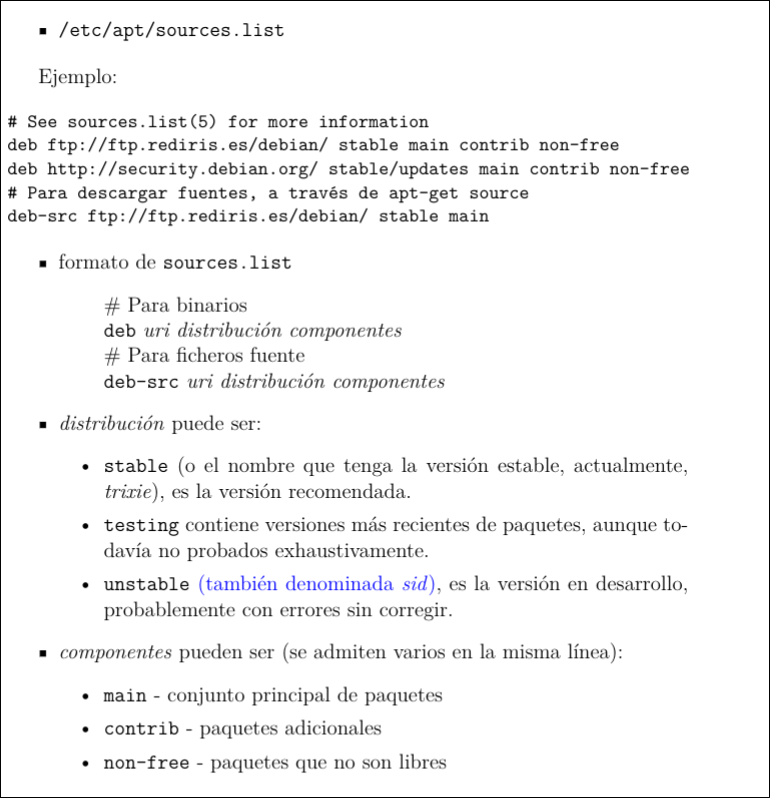 ▪ /etc/apt/sources.list
Ejemplo:
# See sources.list(5) for more information
deb ftp://ftp.rediris.es/debian/ stable main contrib non-free
deb http://security.debian.org/ stable/updates main contrib non-free
# Para descargar fuentes, a través de apt-get source
deb-src ftp://ftp.rediris.es/debian/ stable main
▪ formato de sources.list
# Para binarios
deb uri distribución componentes
# Para ficheros fuente
deb-src uri distribución componentes
▪ distribución puede ser:
• stable (o el nombre que tenga la versión estable, actualmente,
trixie), es la versión recomendada.
• testing contiene versiones más recientes de paquetes, aunque to-
davía no probados exhaustivamente.
• unstable (también denominada sid), es la versión en desarrollo,
probablemente con errores sin corregir.
▪ componentes pueden ser (se admiten varios en la misma línea):
• main - conjunto principal de paquetes
• contrib - paquetes adicionales
• non-free - paquetes que no son libres